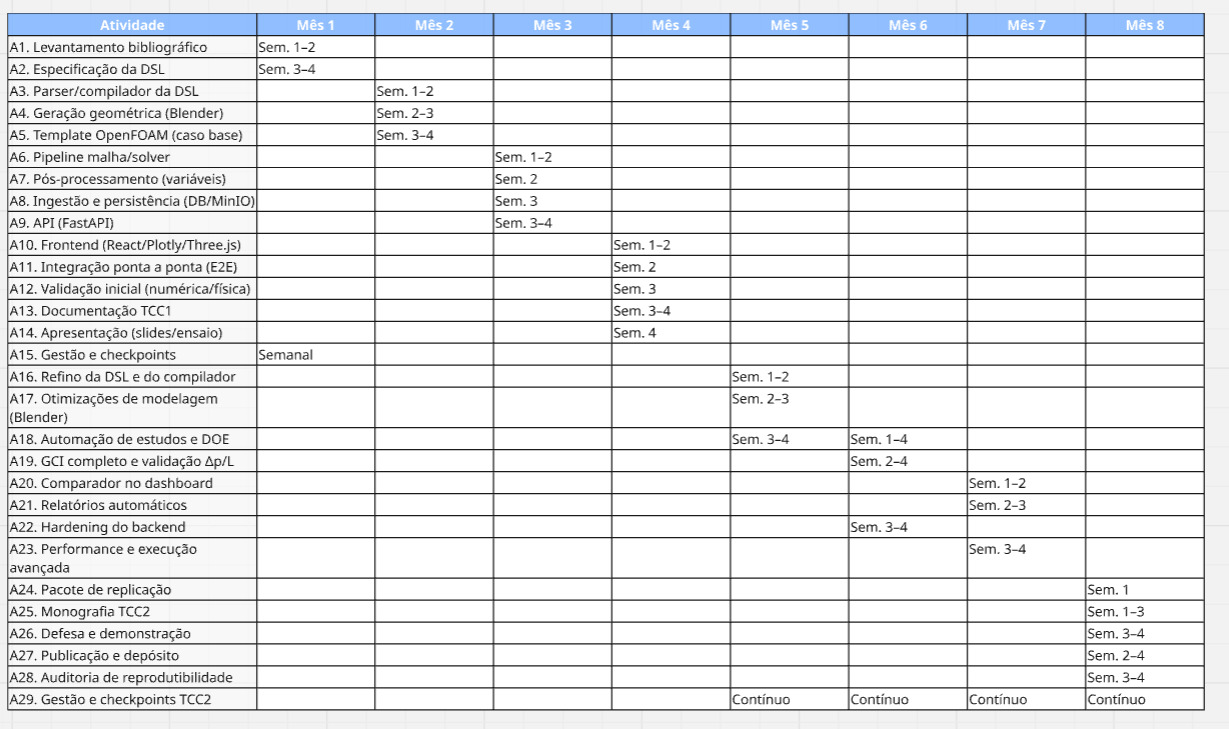 Atividade Mês 1 Mês 2 Mês 3 Mês 4 Mês 5 Mês 6 Mês 7 Mês 8
A1. Levantamento bibliográfico Sem. 1–2
A2. Especificação da DSL Sem. 3–4
A3. Parser/compilador da DSL Sem. 1–2
A4. Geração geométrica (Blender) Sem. 2–3
A5. Template OpenFOAM (caso base) Sem. 3–4
A6. Pipeline malha/solver Sem. 1–2
A7. Pós-processamento (variáveis) Sem. 2
A8. Ingestão e persistência (DB/MinIO) Sem. 3
A9. API (FastAPI) Sem. 3–4
A10. Frontend (React/Plotly/Three.js) Sem. 1–2
A11. Integração ponta a ponta (E2E) Sem. 2
A12. Validação inicial (numérica/física) Sem. 3
A13. Documentação TCC1 Sem. 3–4
A14. Apresentação (slides/ensaio) Sem. 4
A15. Gestão e checkpoints Semanal
A16. Refino da DSL e do compilador Sem. 1–2
A17. Otimizações de modelagem Sem. 2–3
(Blender)
A18. Automação de estudos e DOE Sem. 3–4 Sem. 1–4
A19. GCI completo e validação Δp/L Sem. 2–4
A20. Comparador no dashboard Sem. 1–2
A21. Relatórios automáticos Sem. 2–3
A22. Hardening do backend Sem. 3–4
A23. Performance e execução Sem. 3–4
avançada
A24. Pacote de replicação Sem. 1
A25. Monografia TCC2 Sem. 1–3
A26. Defesa e demonstração Sem. 3–4
A27. Publicação e depósito Sem. 2–4
A28. Auditoria de reprodutibilidade Sem. 3–4
A29. Gestão e checkpoints TCC2 Contínuo Contínuo Contínuo Contínuo